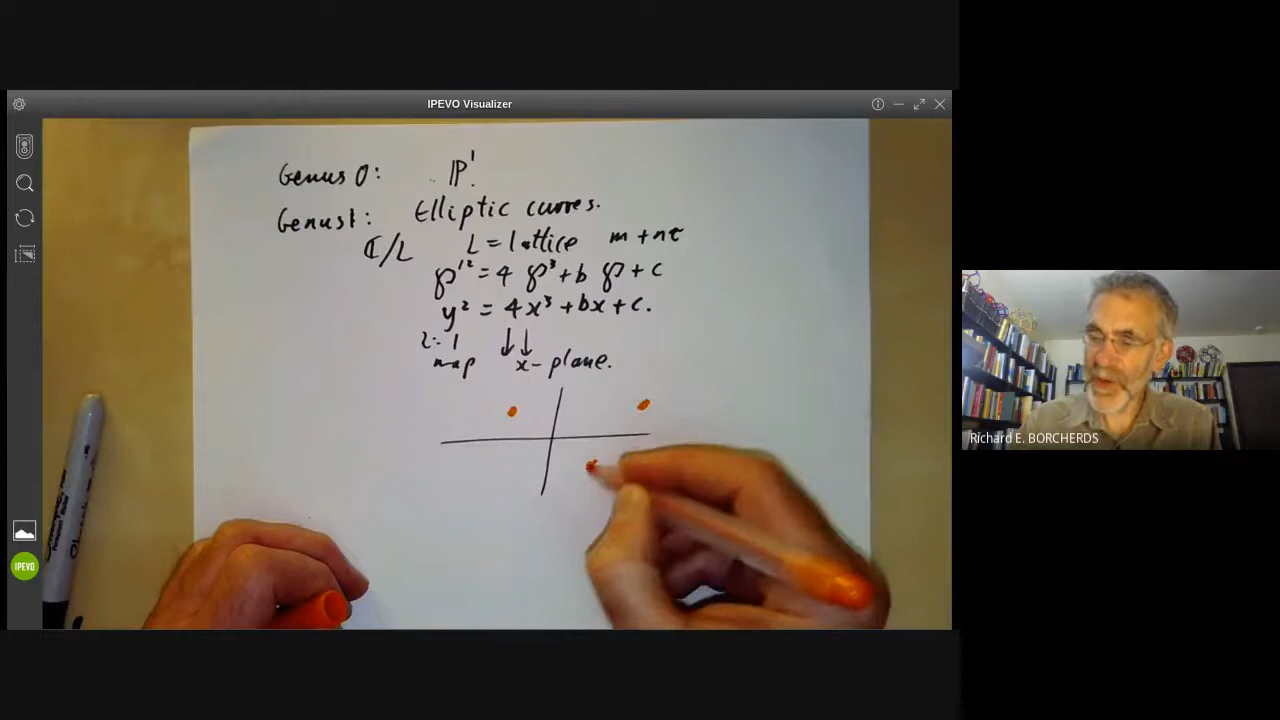 IPEVO Visualizer
Genus 0: ℙ¹.
Genus 1: Elliptic curves.
ℂ/L L = lattice m + nτ
℘'² = 4 ℘³ + b ℘ + c
y² = 4x³ + bx + c.
2:1 ↓↓
map x-plane.
Richard E. BORCHERDS
IPEVO